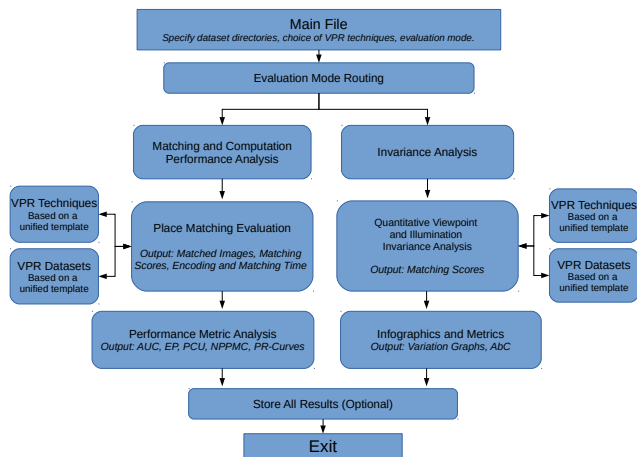 Main File
Specify dataset directories, choice of VPR techniques, evaluation mode.
Evaluation Mode Routing
Matching and Computation
Performance Analysis
Invariance Analysis
VPR Techniques
Based on a
unified template
VPR Datasets
Based on a
unified template
Place Matching Evaluation
Output: Matched Images, Matching
Scores, Encoding and Matching Time
Quantitative Viewpoint
and Illumination
Invariance Analysis
Output: Matching Scores
VPR Techniques
Based on a
unified template
VPR Datasets
Based on a
unified template
Performance Metric Analysis
Output: AUC, EP, PCU, NPPMC, PR-Curves
Infographics and Metrics
Output: Variation Graphs, AbC
Store All Results (Optional)
Exit